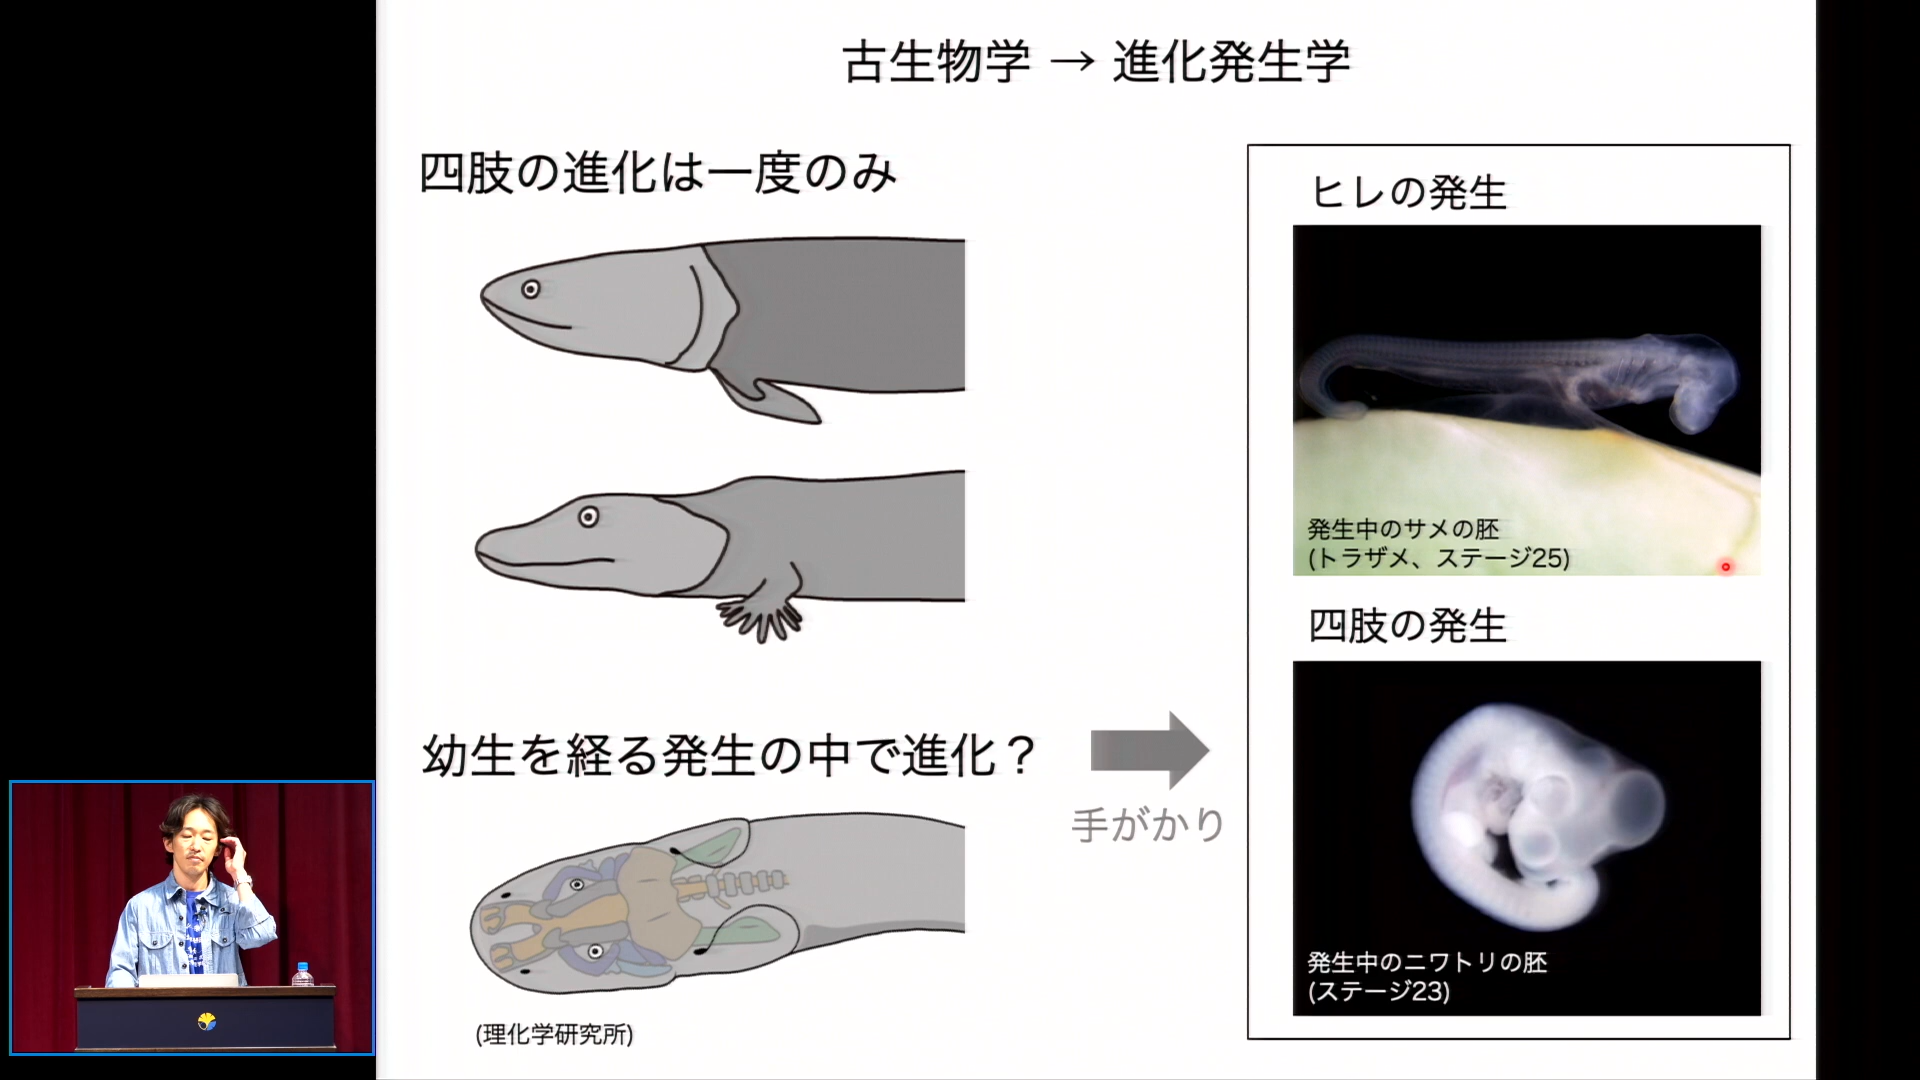 古生物学 → 進化発生学
四肢の進化は一度のみ
幼生を経る発生の中で進化？
(理化学研究所)
手がかり
ヒレの発生
発生中のサメの胚
(トラザメ、ステージ25)
四肢の発生
発生中のニワトリの胚
(ステージ23)